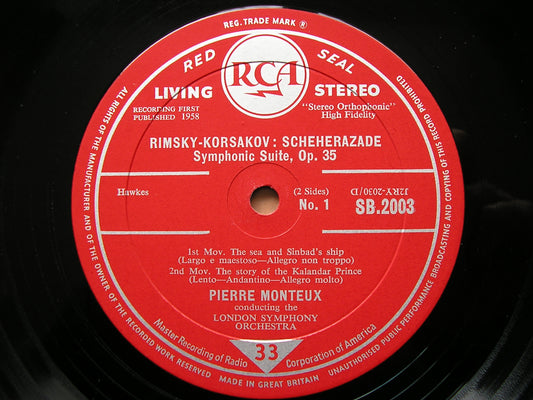 REG. TRADE MARK ®
RED SEAL
RCA
LIVING STEREO
RECORDING FIRST
PUBLISHED 1958
"Stereo Orthophonic"
High Fidelity
RIMSKY-KORSAKOV : SCHEHERAZADE
Symphonic Suite, Op. 35
Hawkes
(2 Sides)
No. 1
JJRY-2030/D
SB.2003
1st Mov. The sea and Sinbad's ship
(Largo e maestoso—Allegro non troppo)
2nd Mov. The story of the Kalandar Prince
(Lento—Andantino—Allegro molto)
PIERRE MONTEUX
conducting the
LONDON SYMPHONY
ORCHESTRA
Master Recording of Radio Corporation of America
33
MADE IN GREAT BRITAIN
ALL RIGHTS OF THE MANUFACTURER AND OF THE OWNER OF THE RECORDED WORK RESERVED
UNAUTHORISED PUBLIC PERFORMANCE BROADCASTING AND COPYING OF THIS RECORD PROHIBITED